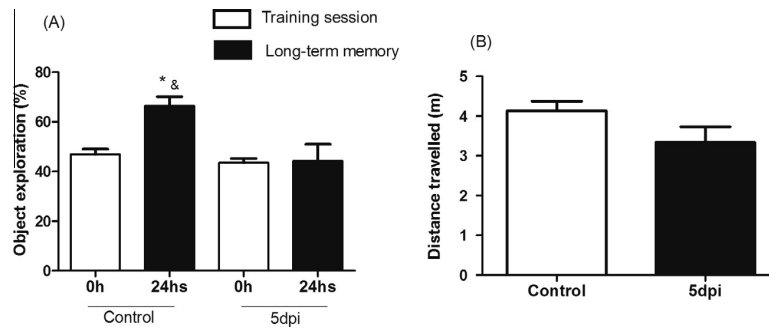 (A)
Training session
Long-term memory
Object exploration (%)
80
60
40
20
0
* &
0h 24hs 0h 24hs
Control 5dpi
(B)
Distance travelled (m)
5
4
3
2
1
0
Control 5dpi